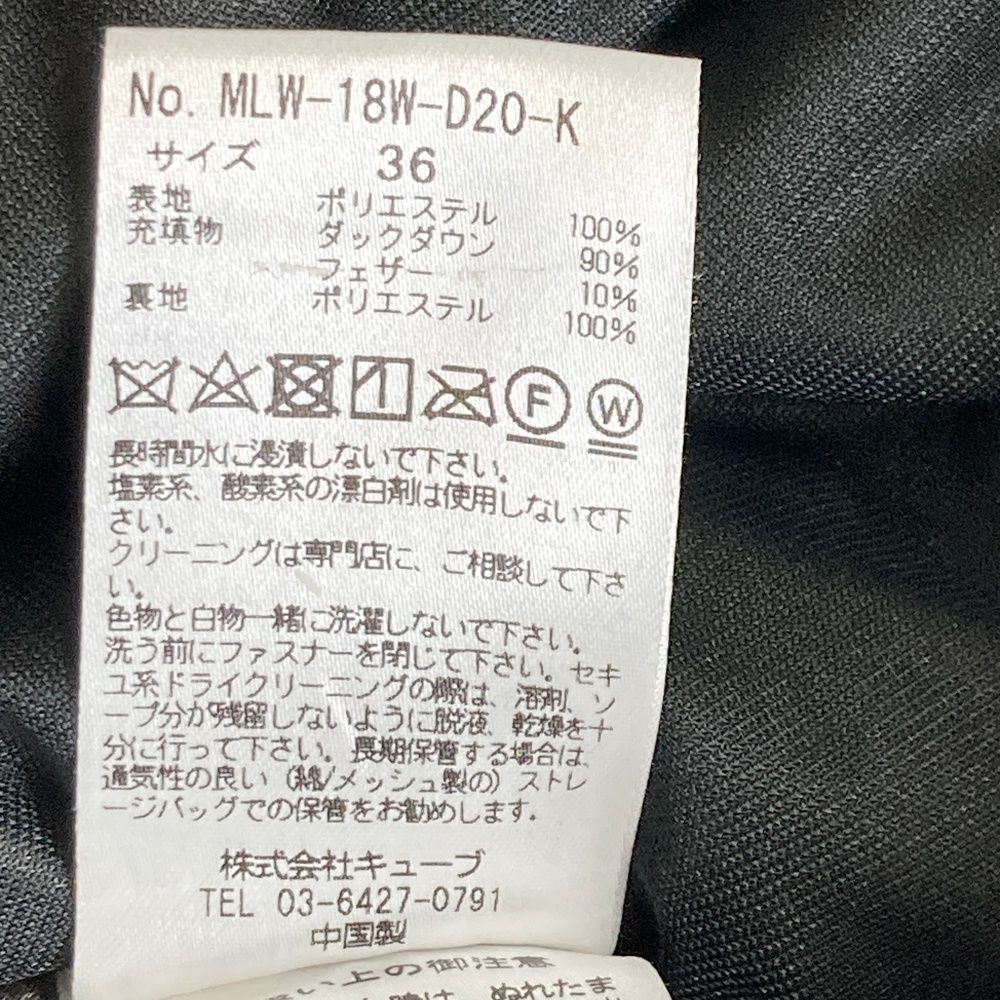 No. MLW-18W-D20-K
サイズ 36
表地 ポリエステル 100%
充填物 ダックダウン 90%
フェザー 10%
裏地 ポリエステル 100%
F W
長時間水に浸漬しないで下さい。
塩素系、酸素系の漂白剤は使用しないで下
さい。
クリーニングは専門店に、ご相談して下さ
い。
色物と白物一緒に洗濯しないで下さい。
洗う前にファスナーを閉じて下さい。セキ
ユ系ドライクリーニングの際は、溶剤、ソ
ープ分が残留しないように脱液、乾燥を十
分に行って下さい。長期保管する場合は、
通気性の良い（綿/メッシュ製の）ストレ
ージバッグでの保管をお勧めします。
株式会社キューブ
TEL 03-6427-0791
中国製
い上の御注意
は、ぬれたま